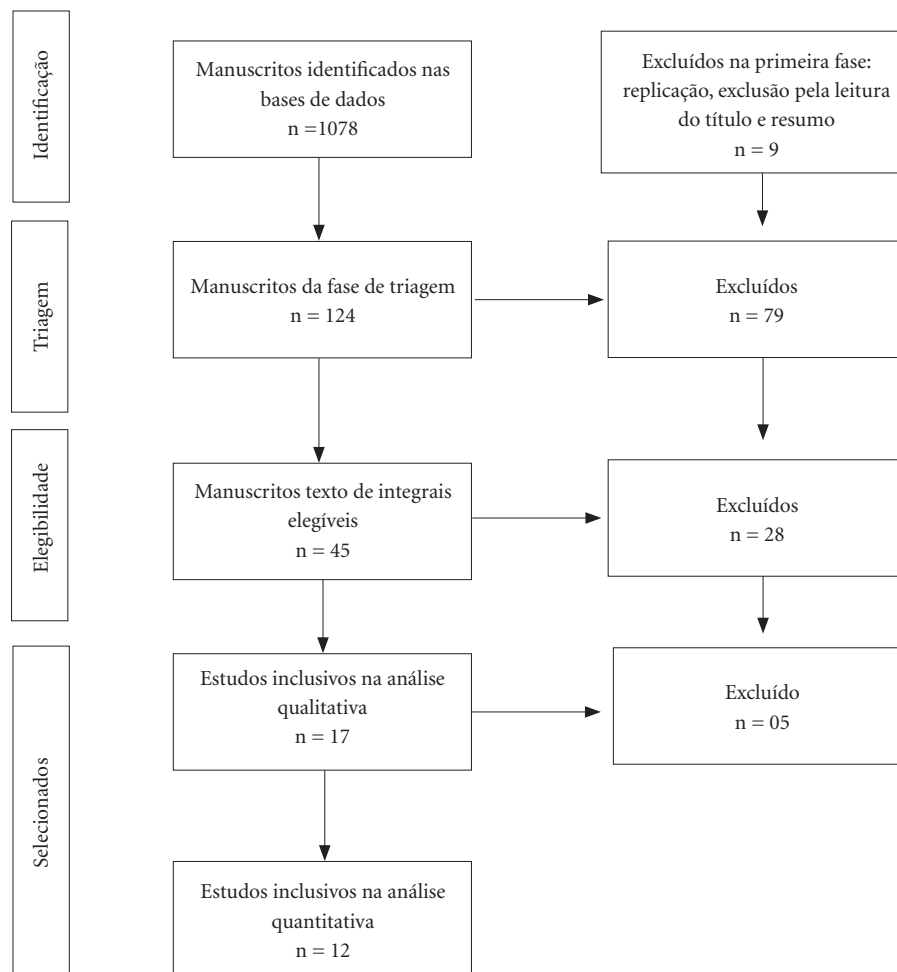 Identificação
Manuscritos identificados nas
bases de dados
n =1078
Excluídos na primeira fase:
replicação, exclusão pela leitura
do título e resumo
n = 9
Triagem
Manuscritos da fase de triagem
n = 124
Excluídos
n = 79
Elegibilidade
Manuscritos texto de integrais
elegíveis
n = 45
Excluídos
n = 28
Selecionados
Estudos inclusivos na análise
qualitativa
n = 17
Excluído
n = 05
Estudos inclusivos na análise
quantitativa
n = 12